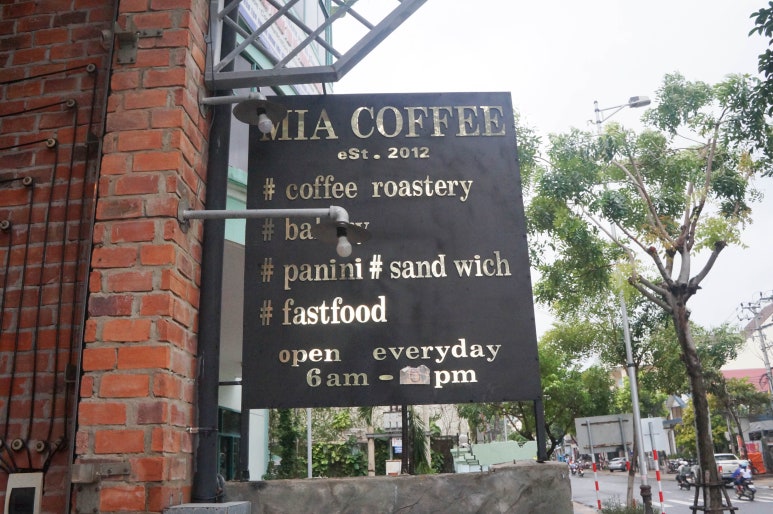 MIA COFFEE
eSt. 2012
# coffee roastery
#
# panini # sand wich
# fastfood
open everyday
6am - pm